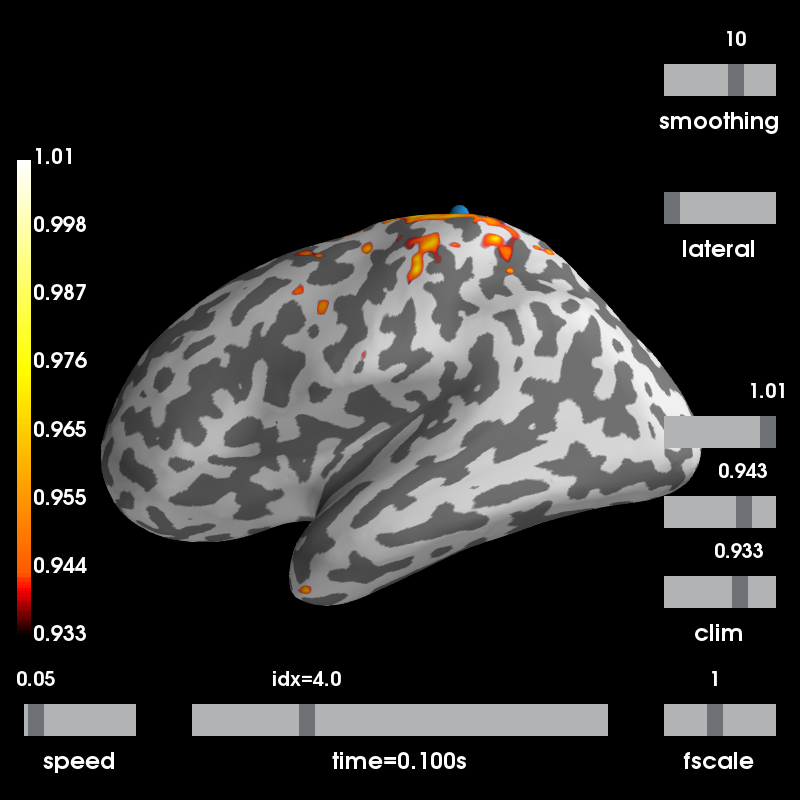 10
smoothing
1.01
0.998
0.987
0.976
0.965
0.955
0.944
0.933
lateral
1.01
0.943
0.933
clim
0.05
speed
idx=4.0
time=0.100s
1
fscale